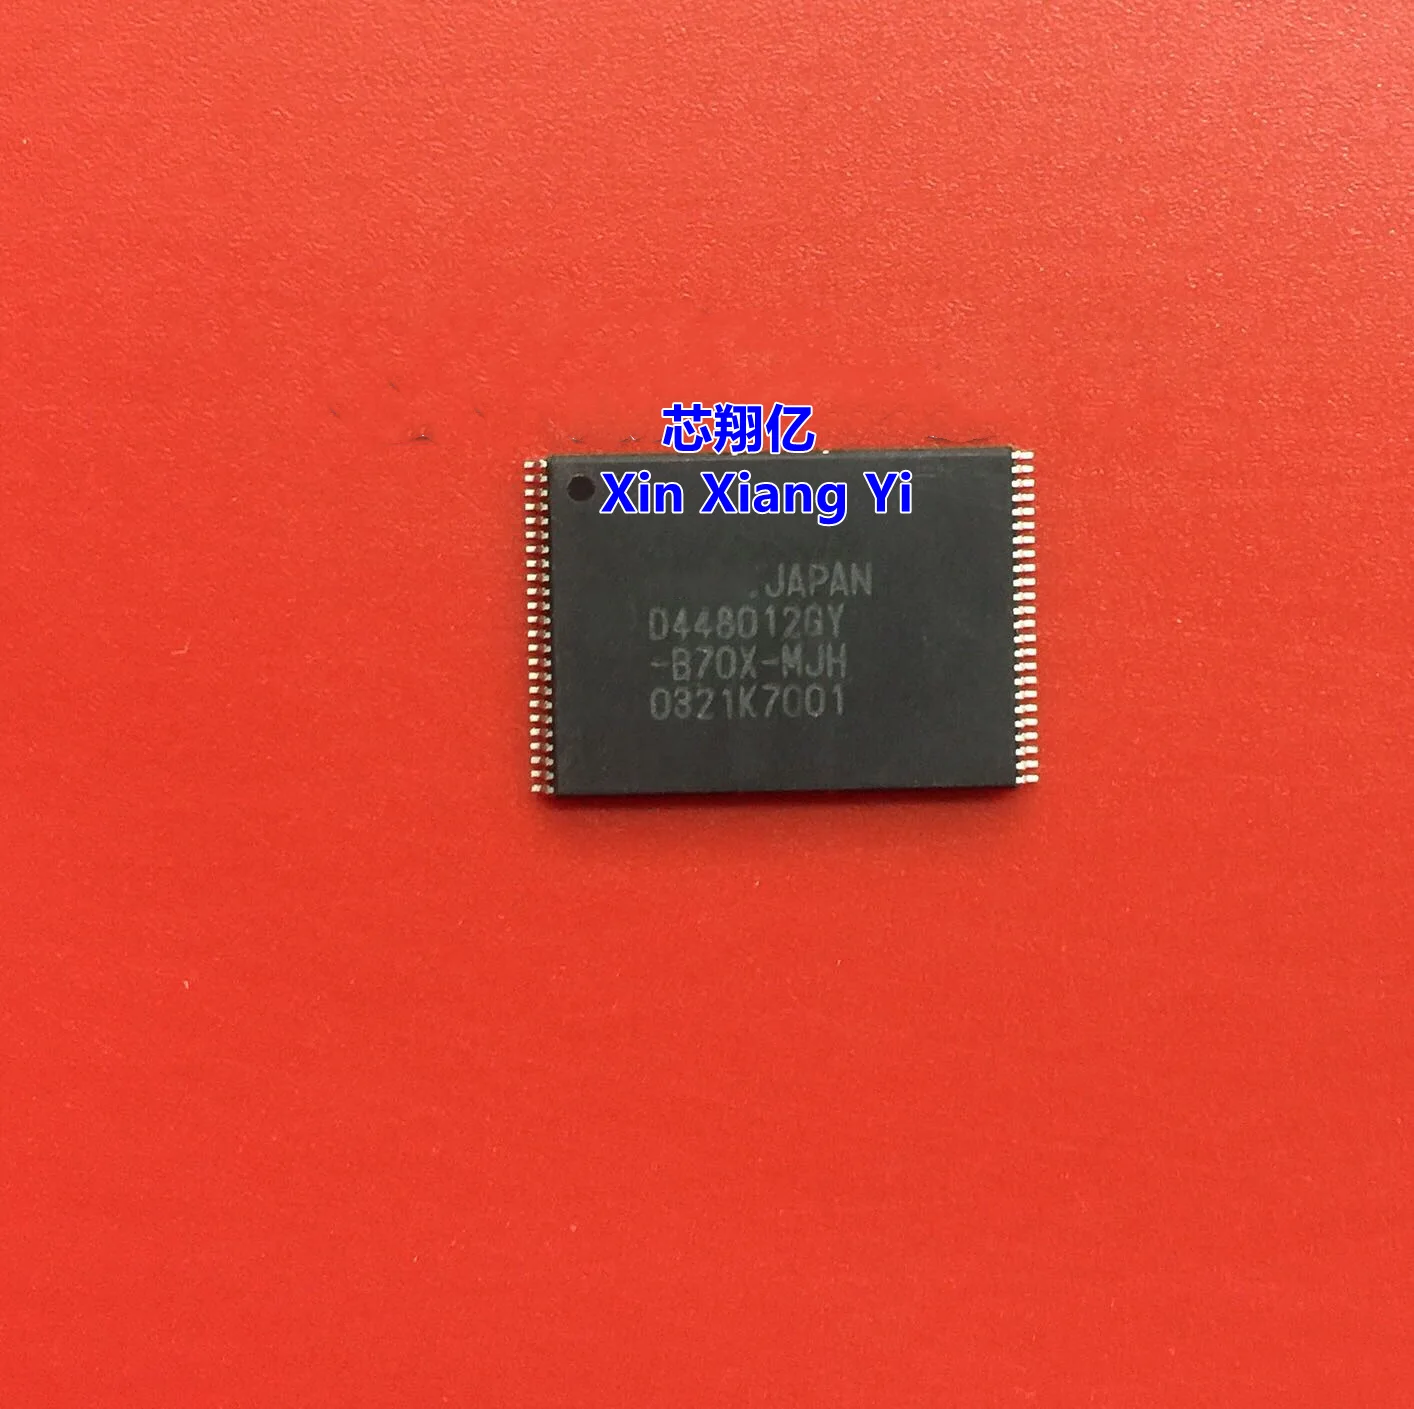 芯翔亿
Xin Xiang Yi
.JAPAN
D448012GY
-B70X-MJH
0321K7001